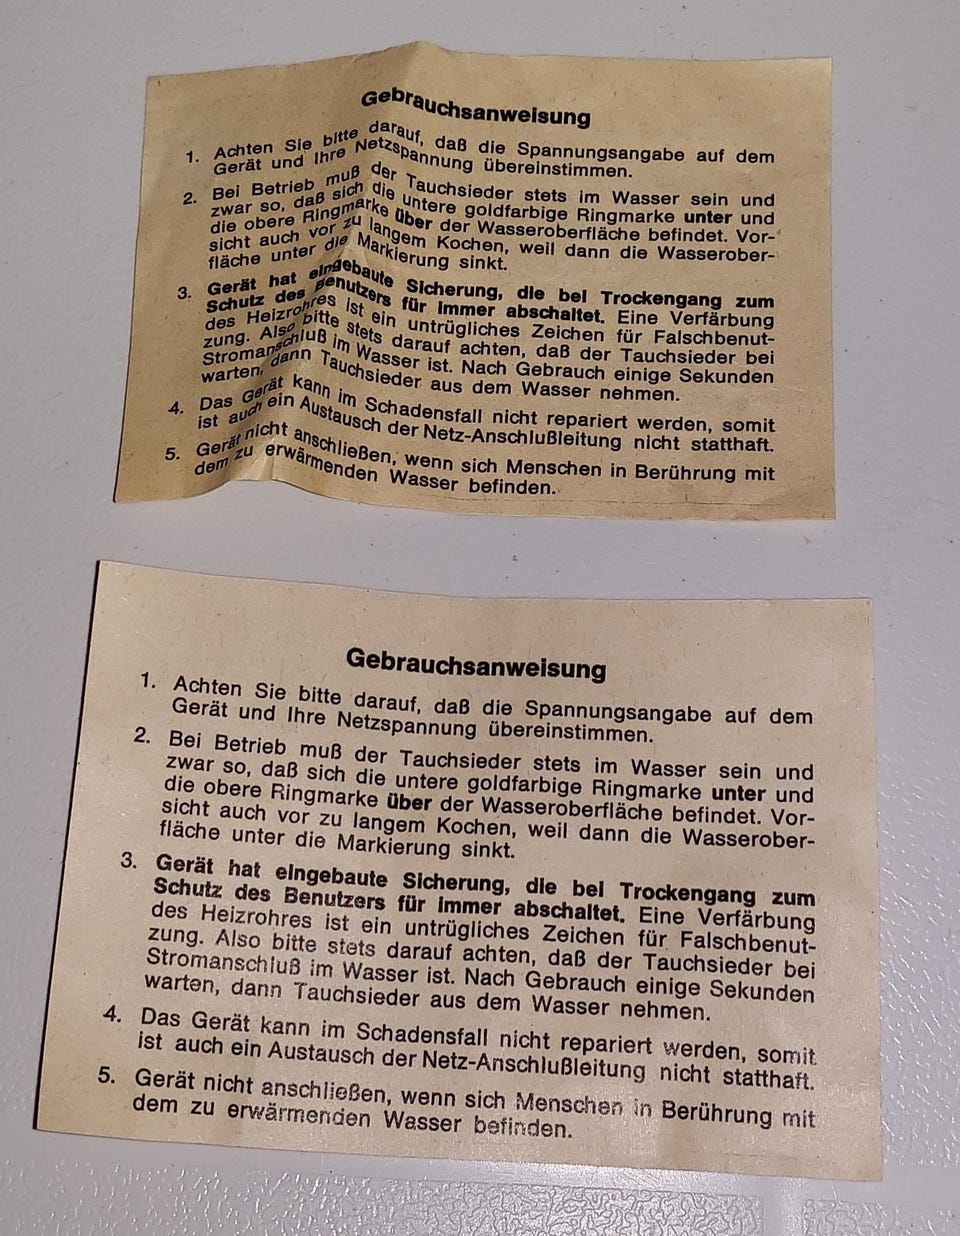 Gebrauchsanweisung
1. Achten Sie bitte darauf, daß die Spannungsangabe auf dem
Gerät und Ihre Netzspannung übereinstimmen.
2. Bei Betrieb muß der Tauchsieder stets im Wasser sein und
zwar so, daß sich die untere goldfarbige Ringmarke unter und
die obere Ringmarke über der Wasseroberfläche befindet. Vor-
sicht auch vor zu langem Kochen, weil dann die Wasserober-
fläche unter die Markierung sinkt.
3. Gerät hat eingebaute Sicherung, die bei Trockengang zum
Schutz des Benutzers für immer abschaltet. Eine Verfärbung
des Heizrohres ist ein untrügliches Zeichen für Falschbenut-
zung. Also bitte stets darauf achten, daß der Tauchsieder bei
Stromanschluß im Wasser ist. Nach Gebrauch einige Sekunden
warten, dann Tauchsieder aus dem Wasser nehmen.
4. Das Gerät kann im Schadensfall nicht repariert werden, somit
ist auch ein Austausch der Netz-Anschlußleitung nicht statthaft.
5. Gerät nicht anschließen, wenn sich Menschen in Berührung mit
dem zu erwärmenden Wasser befinden.
Gebrauchsanweisung
1. Achten Sie bitte darauf, daß die Spannungsangabe auf dem
Gerät und Ihre Netzspannung übereinstimmen.
2. Bei Betrieb muß der Tauchsieder stets im Wasser sein und
zwar so, daß sich die untere goldfarbige Ringmarke unter und
die obere Ringmarke über der Wasseroberfläche befindet. Vor-
sicht auch vor zu langem Kochen, weil dann die Wasserober-
fläche unter die Markierung sinkt.
3. Gerät hat eingebaute Sicherung, die bei Trockengang zum
Schutz des Benutzers für immer abschaltet. Eine Verfärbung
des Heizrohres ist ein untrügliches Zeichen für Falschbenut-
zung. Also bitte stets darauf achten, daß der Tauchsieder bei
Stromanschluß im Wasser ist. Nach Gebrauch einige Sekunden
warten, dann Tauchsieder aus dem Wasser nehmen.
4. Das Gerät kann im Schadensfall nicht repariert werden, somit
ist auch ein Austausch der Netz-Anschlußleitung nicht statthaft.
5. Gerät nicht anschließen, wenn sich Menschen in Berührung mit
dem zu erwärmenden Wasser befinden.